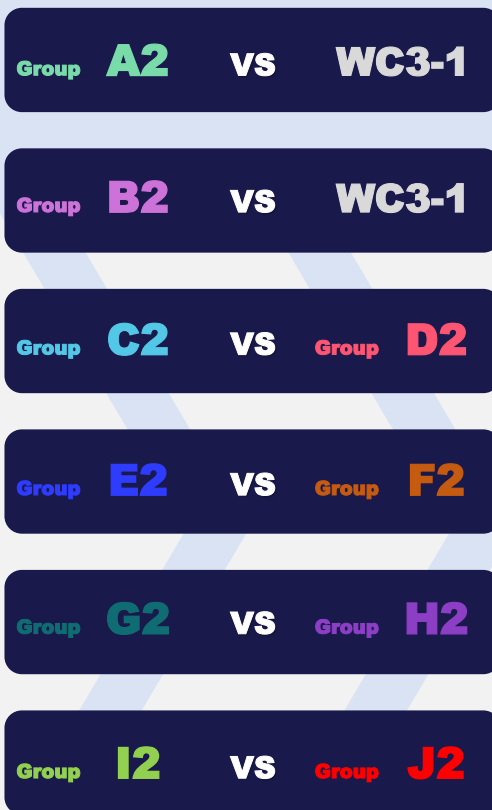 Group A2 VS WC3-1
Group B2 VS WC3-1
Group C2 VS Group D2
Group E2 VS Group F2
Group G2 VS Group H2
Group I2 VS Group J2